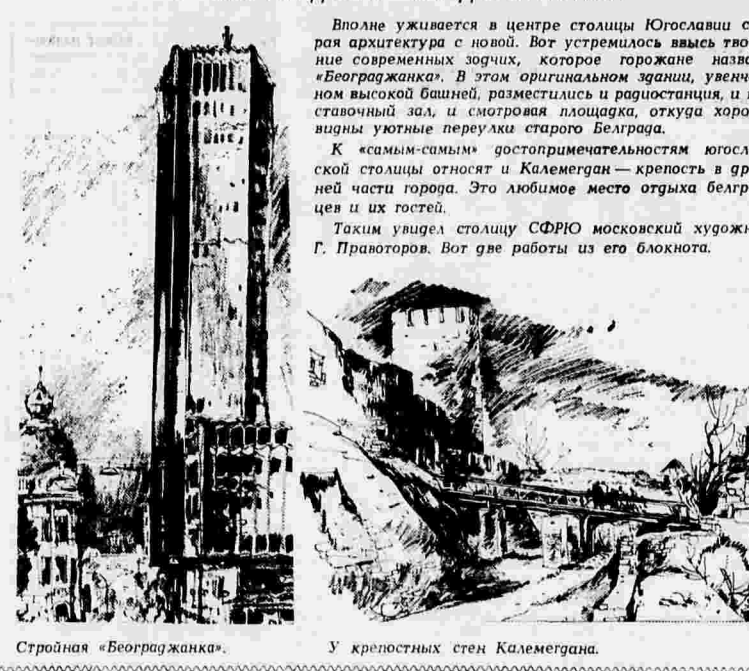 Вполне уживается в центре столицы Югославии с
рая архитектура с новой. Вот устремилось ввысь тво
ние современных зодчих, которое горожане назва
«Београджанка». В этом оригинальном здании, увенч
ном высокой башней, разместились и радиостанция, и
ставочный зал, и смотровая площадка, откуда хоро
видны уютные переулки старого Белграда.
К «самым-самым» достопримечательностям югосл
ской столицы относят и Калемегдан — крепость в др
ней части города. Это любимое место отдыха белгр
цев и их гостей.
Таким увидел столицу СФРЮ московский художн
Г. Правоторов. Вот две работы из его блокнота.
Стройная «Београджанка».
У крепостных стен Калемегдана.